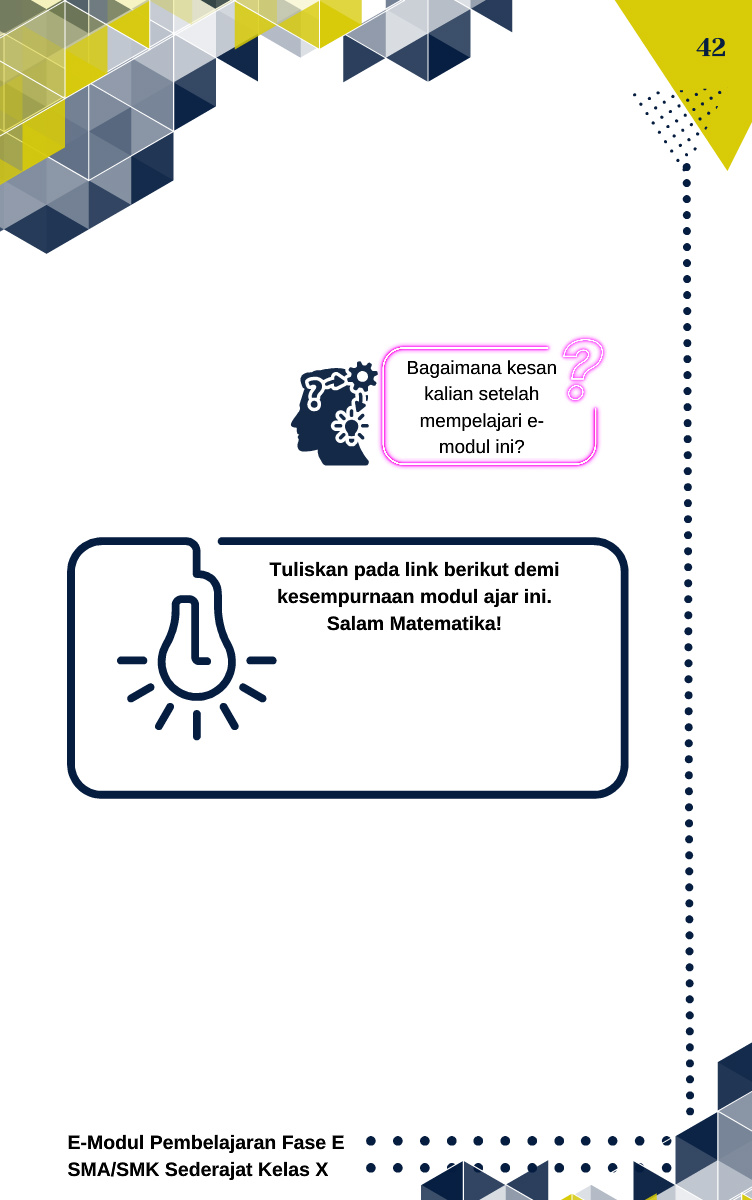 42
Bagaimana kesan
kalian setelah
mempelajari e-
modul ini?
Tuliskan pada link berikut demi
kesempurnaan modul ajar ini.
Salam Matematika!
E-Modul Pembelajaran Fase E
SMA/SMK Sederajat Kelas X